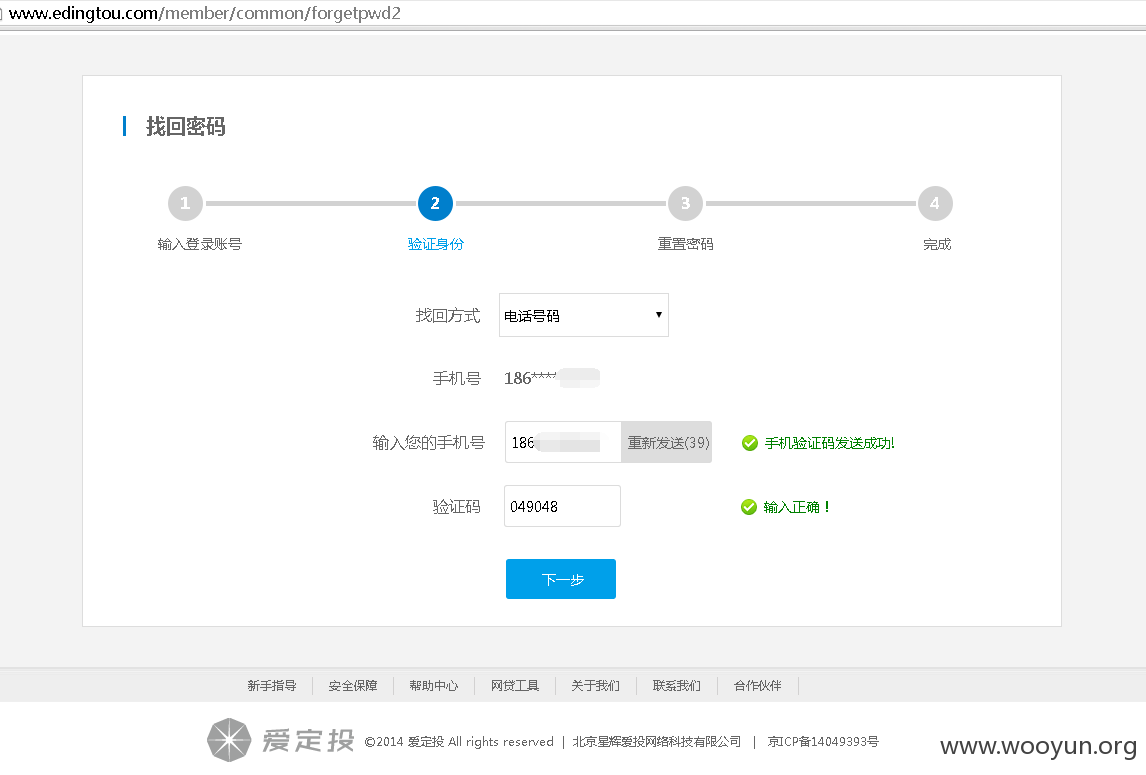 www.edingtou.com/member/common/forgetpwd2
找回密码
1 2 3 4
输入登录账号 验证身份 重置密码 完成
找回方式 电话号码
手机号 186****
输入您的手机号 186 重新发送(39) 手机验证码发送成功!
验证码 049048 输入正确！
下一步
新手指导 安全保障 帮助中心 网贷工具 关于我们 联系我们 合作伙伴
爱定投 ©2014 爱定投 All rights reserved | 北京星辉爱投网络科技有限公司 | 京ICP备14049393号
www.wooyun.org